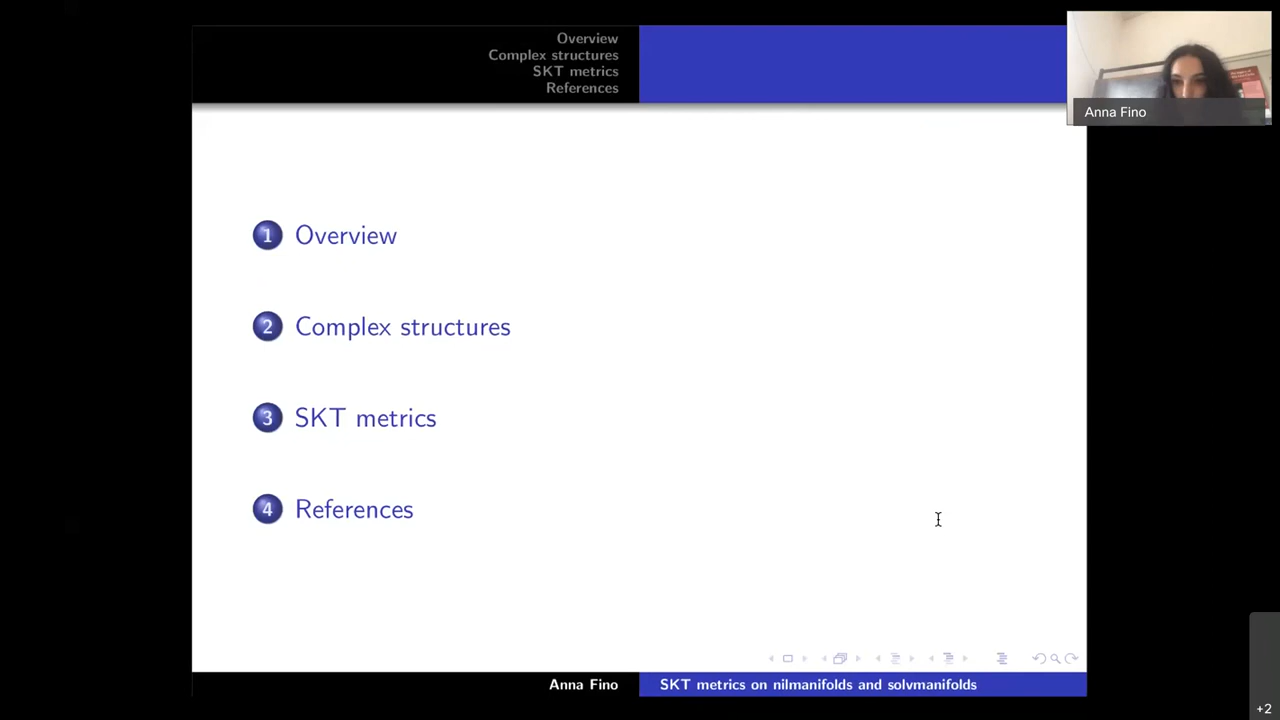 Overview
Complex structures
SKT metrics
References
Anna Fino
1 Overview
2 Complex structures
3 SKT metrics
4 References
Anna Fino
SKT metrics on nilmanifolds and solvmanifolds
+2